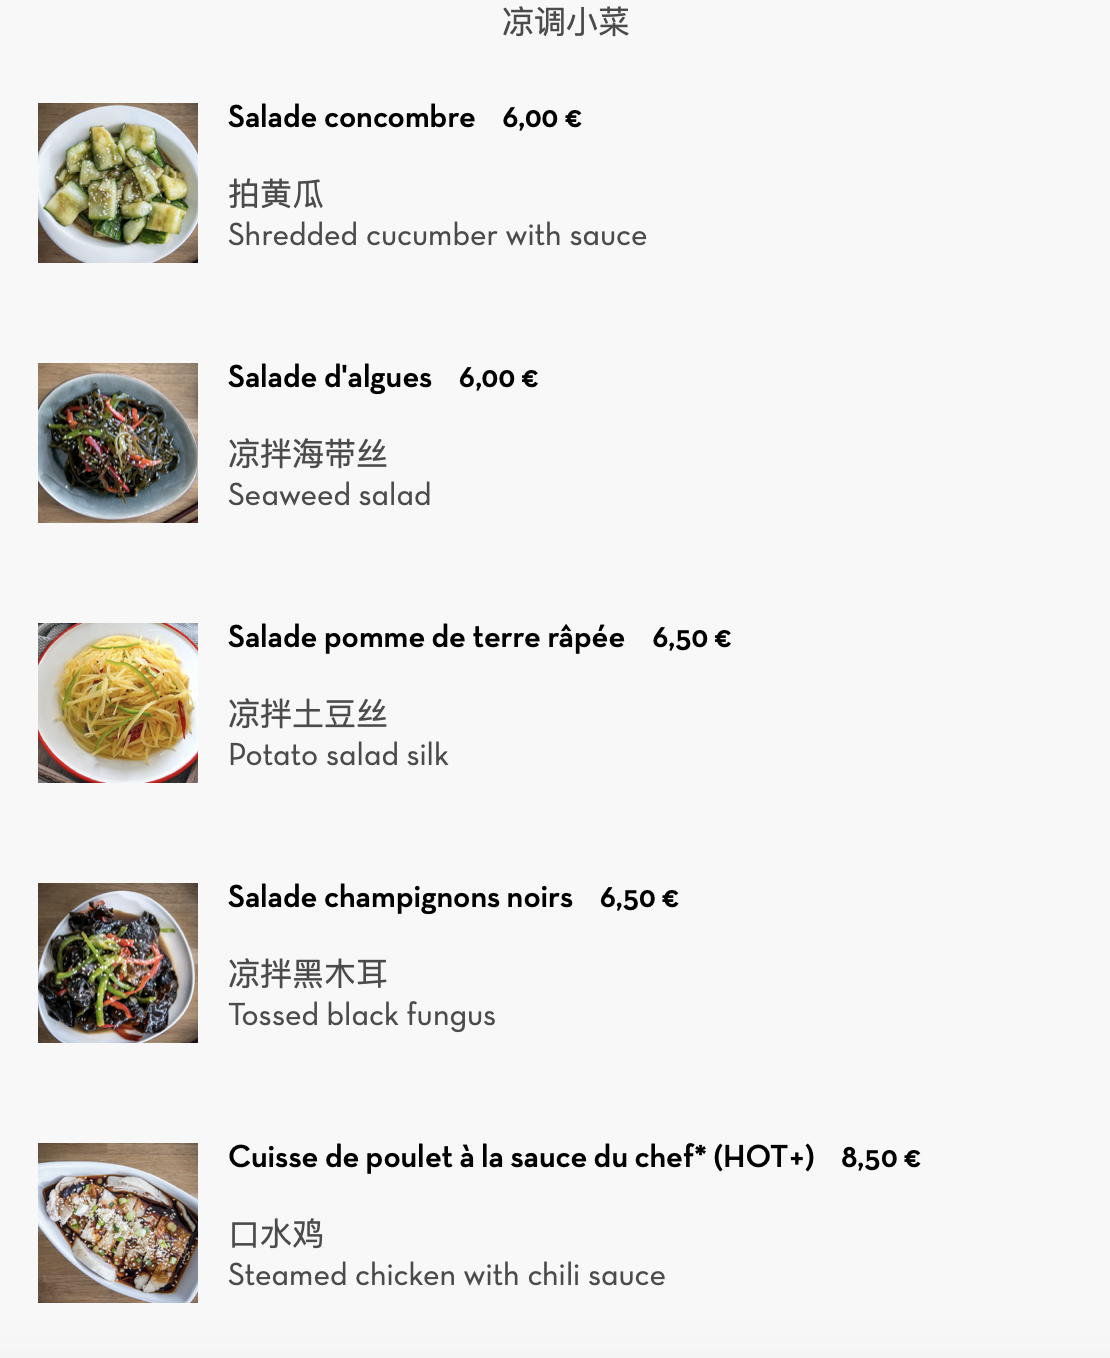 凉调小菜
Salade concombre 6,00 €
拍黄瓜
Shredded cucumber with sauce
Salade d'algues 6,00 €
凉拌海带丝
Seaweed salad
Salade pomme de terre râpée 6,50 €
凉拌土豆丝
Potato salad silk
Salade champignons noirs 6,50 €
凉拌黑木耳
Tossed black fungus
Cuisse de poulet à la sauce du chef* (HOT+) 8,50 €
口水鸡
Steamed chicken with chili sauce